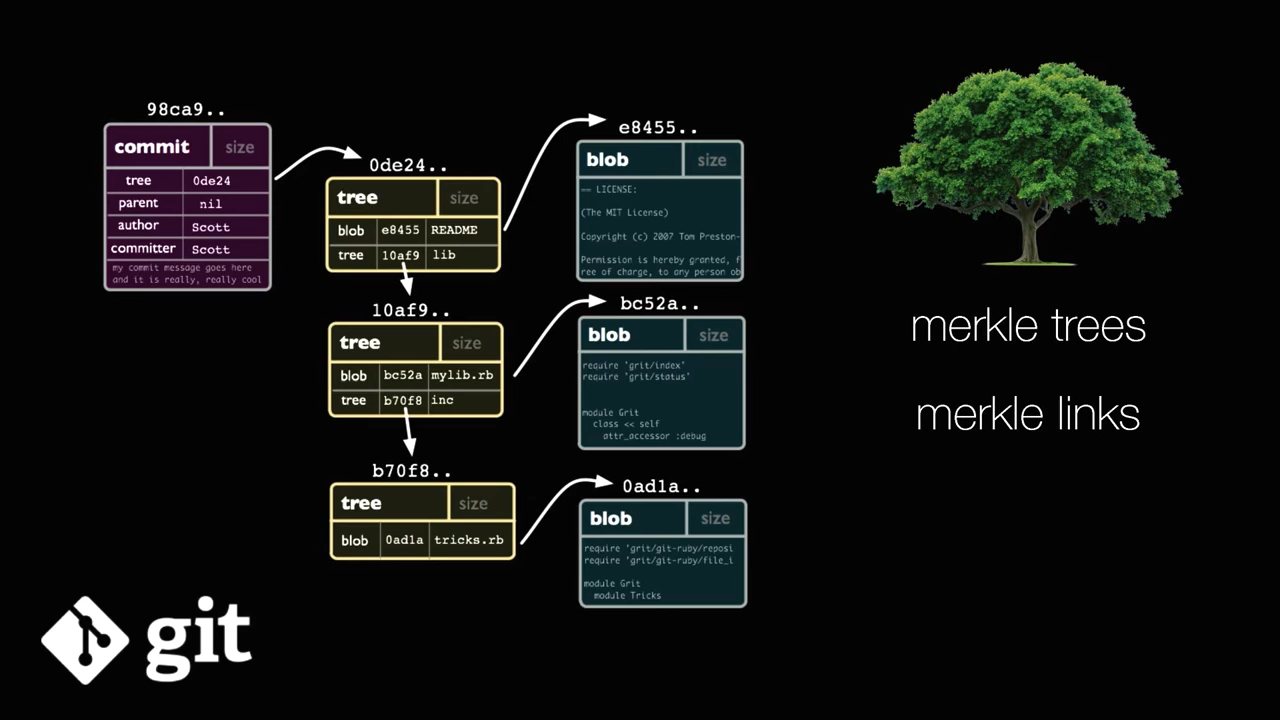 98ca9..
commit size
tree 0de24
parent nil
author Scott
committer Scott
my commit message goes here
and it is really, really cool
0de24..
tree size
blob e8455 README
tree 10af9 lib
10af9..
tree size
blob bc52a mylib.rb
tree b70f8 inc
b70f8..
tree size
blob 0ad1a tricks.rb
e8455..
blob size
== LICENSE:
(The MIT License)
Copyright (c) 2007 Tom Preston-
Permission is hereby granted, f
ree of charge, to any person ob
bc52a..
blob size
require 'grit/index'
require 'grit/status'
module Grit
class << self
attr_accessor :debug
0ad1a..
blob size
require 'grit/git-ruby/reposi
require 'grit/git-ruby/file_i
module Grit
module Tricks
merkle trees
merkle links
git